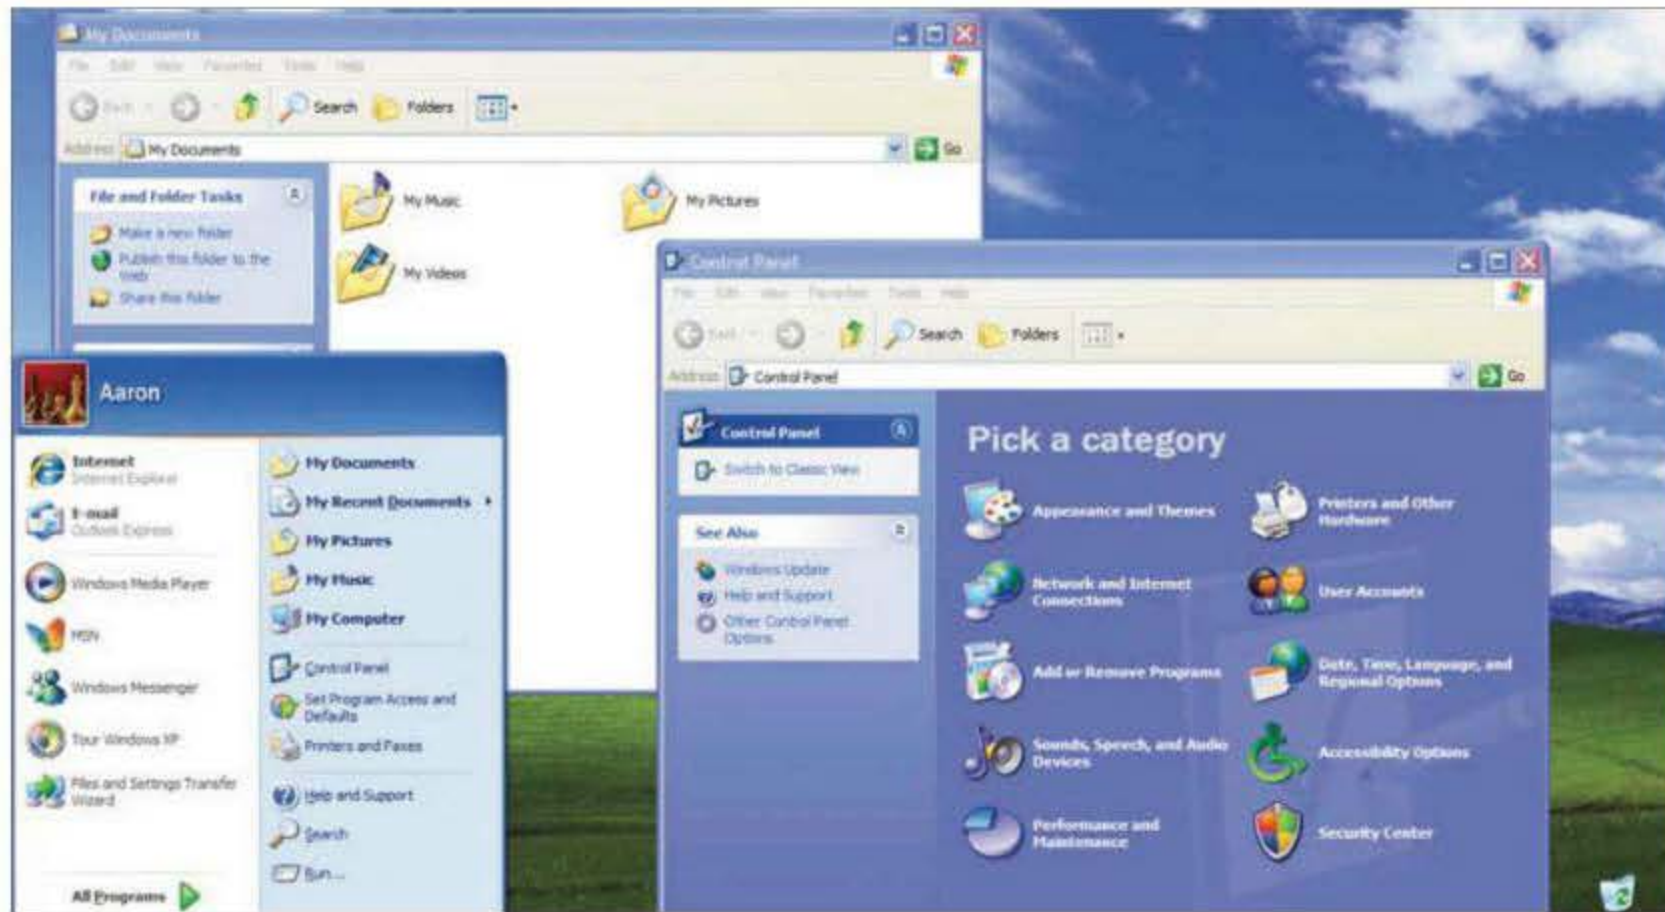 My Documents
File Edit View Favorites Tools Help
Back
Search
Folders
Address
My Documents
Go
File and Folder Tasks
Make a new folder
Publish this folder to the
Web
Share this folder
My Music
My Pictures
My Videos
Control Panel
File Edit View Favorites Tools Help
Back
Search
Folders
Address
Control Panel
Go
Control Panel
Switch to Classic View
See Also
Windows Update
Help and Support
Other Control Panel
Options
Pick a category
Appearance and Themes
Printers and Other
Hardware
Network and Internet
Connections
User Accounts
Add or Remove Programs
Date, Time, Language, and
Regional Options
Sounds, Speech, and Audio
Devices
Accessibility Options
Performance and
Maintenance
Security Center
Aaron
Internet
Internet Explorer
E-mail
Outlook Express
Windows Media Player
MSN
Windows Messenger
Tour Windows XP
Files and Settings Transfer
Wizard
All Programs
My Documents
My Recent Documents
My Pictures
My Music
My Computer
Control Panel
Set Program Access and
Defaults
Printers and Faxes
Help and Support
Search
Run...